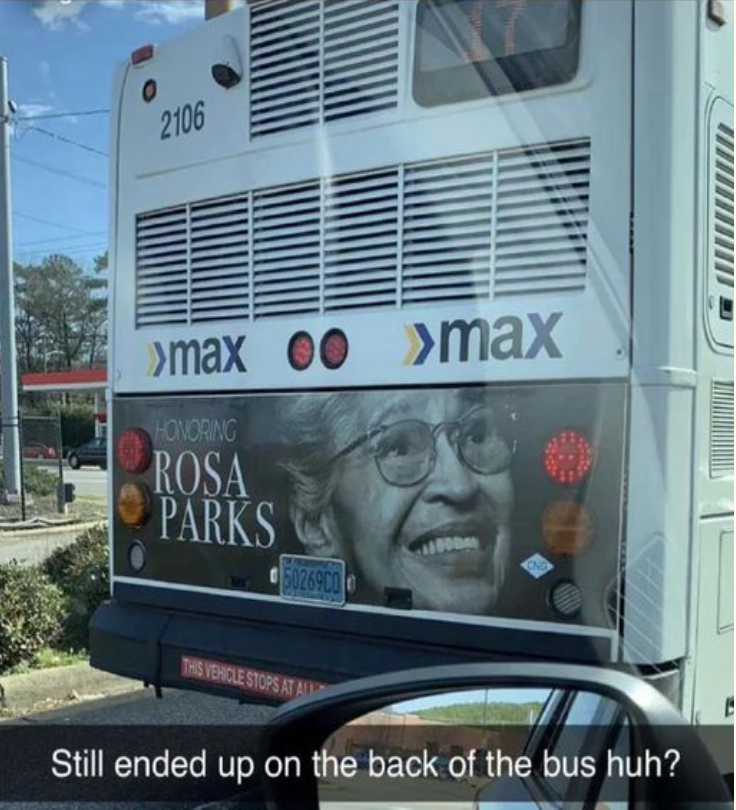 17
2106
max max
HONORING
ROSA
PARKS
50269CD
CNG
THIS VEHICLE STOPS AT ALL
Still ended up on the back of the bus huh?